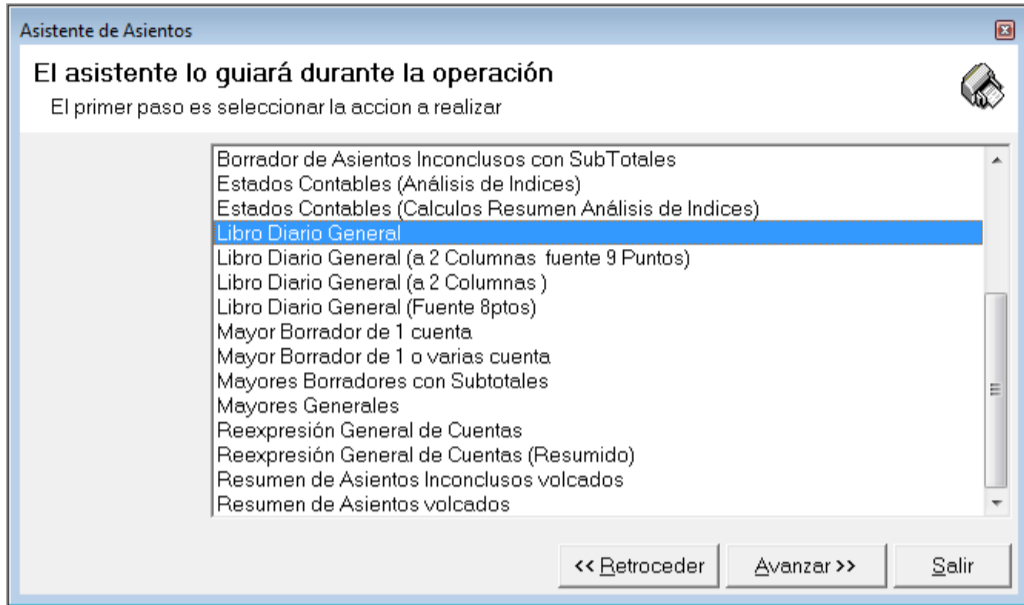 Asistente de Asientos
El asistente lo guiará durante la operación
El primer paso es seleccionar la accion a realizar
Borrador de Asientos Inconclusos con SubTotales
Estados Contables (Análisis de Indices)
Estados Contables (Calculos Resumen Análisis de Indices)
Libro Diario General
Libro Diario General (a 2 Columnas  fuente 9 Puntos)
Libro Diario General (a 2 Columnas )
Libro Diario General (Fuente 8ptos)
Mayor Borrador de 1 cuenta
Mayor Borrador de 1 o varias cuenta
Mayores Borradores con Subtotales
Mayores Generales
Reexpresión General de Cuentas
Reexpresión General de Cuentas (Resumido)
Resumen de Asientos Inconclusos volcados
Resumen de Asientos volcados
<< Retroceder Avanzar >> Salir